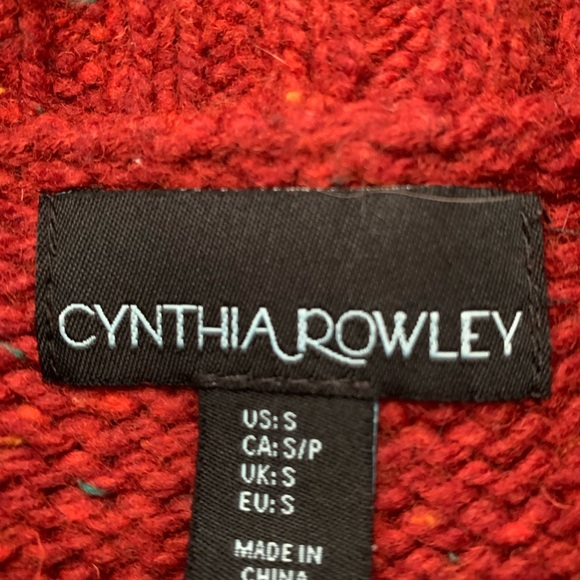 CYNTHIA ROWLEY
US: S
CA: S/P
UK: S
EU: S
MADE IN
CHINA